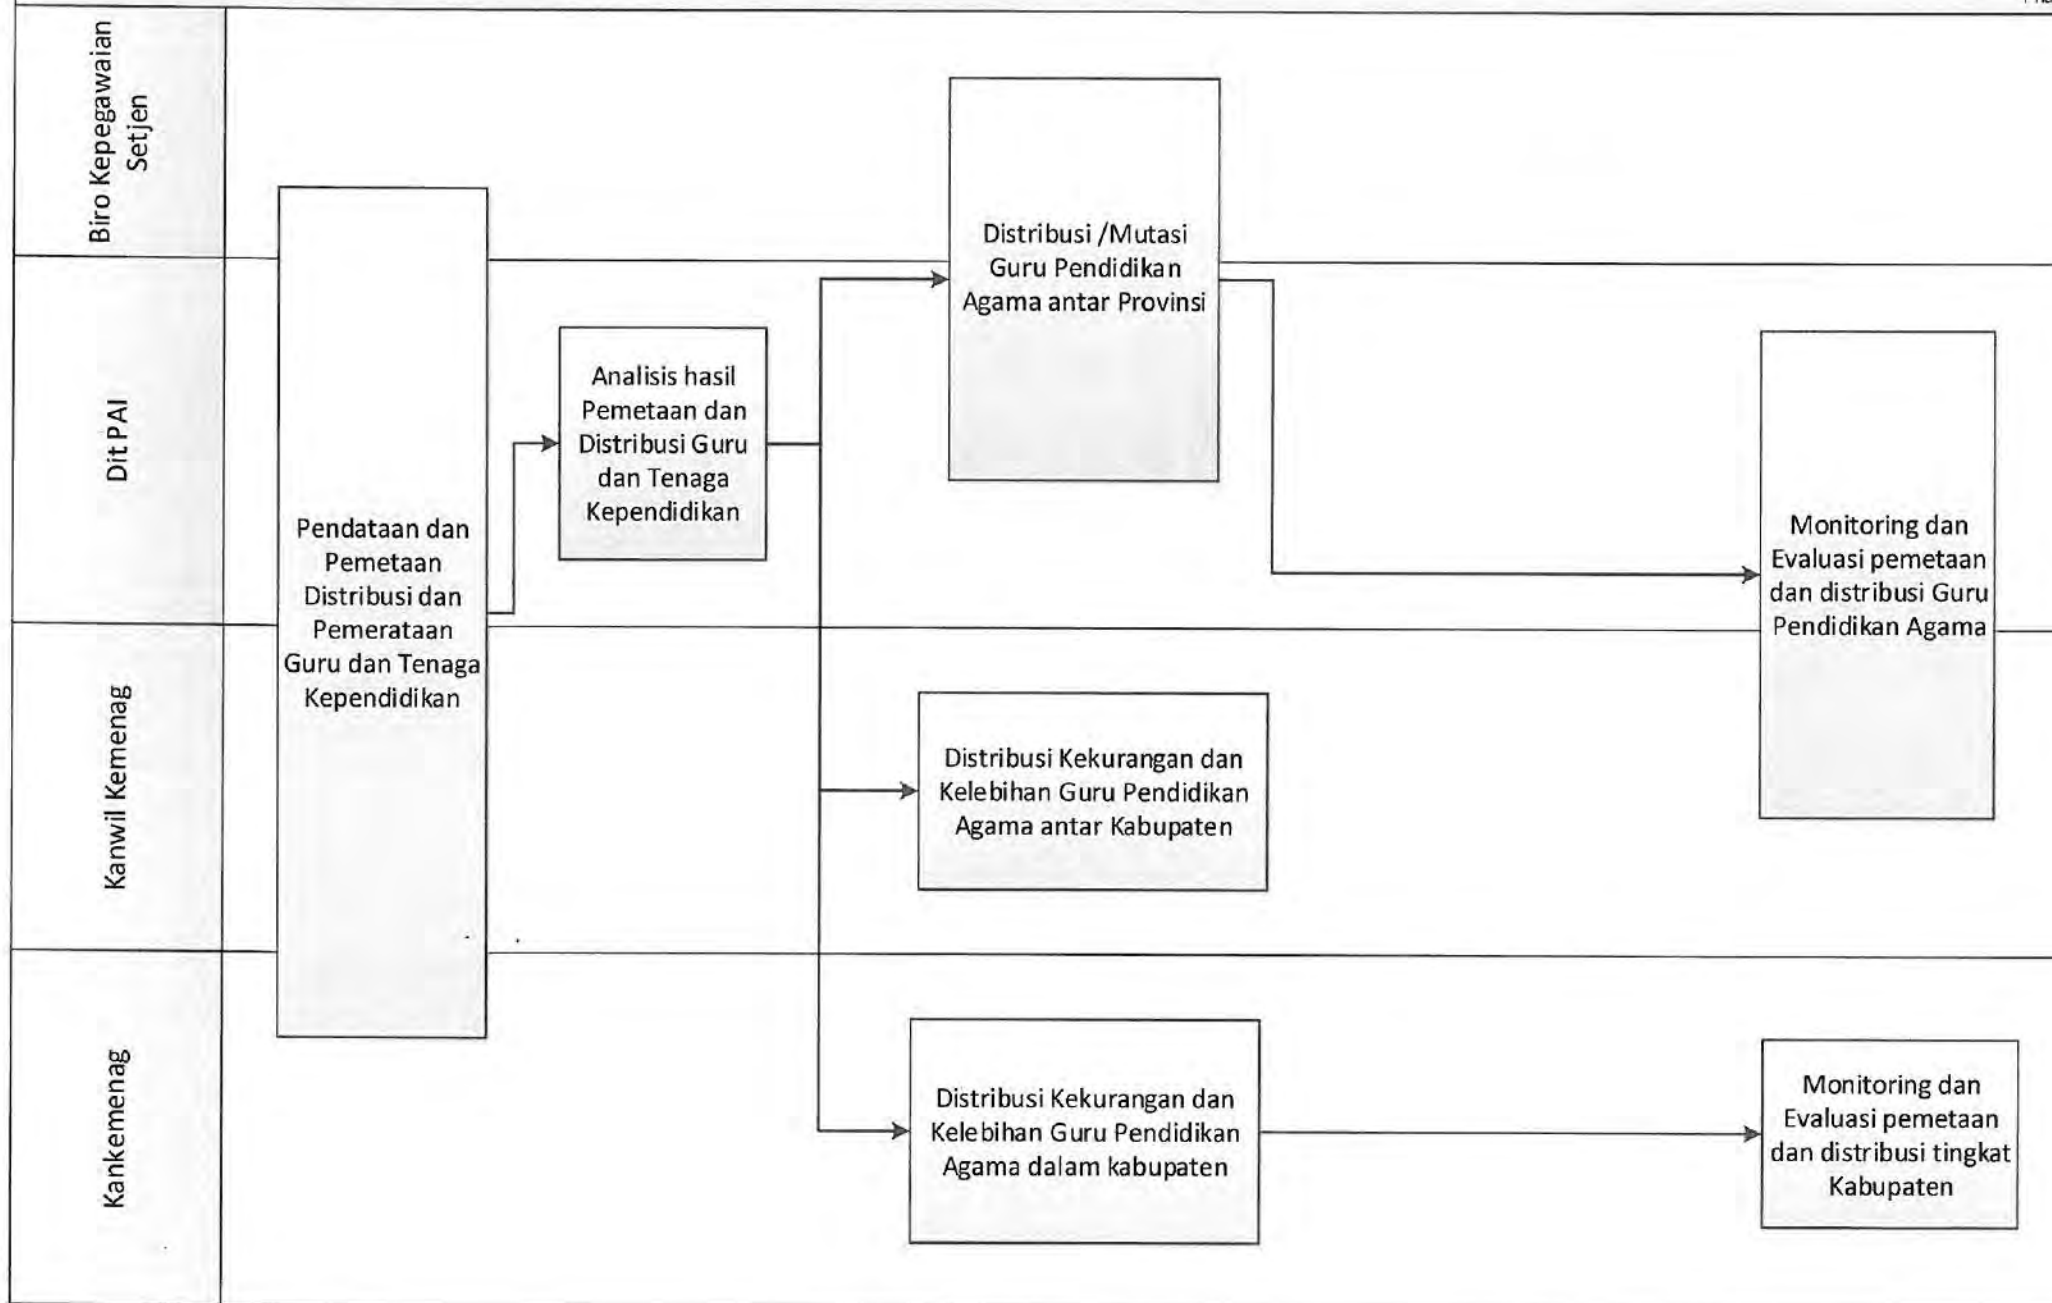 Biro Kepegawaian
Setjen
Distribusi /Mutasi
Guru Pendidikan
Agama antar Provinsi
Dit PAI
Analisis hasil
Pemetaan dan
Distribusi Guru
dan Tenaga
Kependidikan
Pendataan dan
Pemetaan
Distribusi dan
Pemerataan
Guru dan Tenaga
Kependidikan
Monitoring dan
Evaluasi pemetaan
dan distribusi Guru
Pendidikan Agama
Kanwil Kemenag
Distribusi Kekurangan dan
Kelebihan Guru Pendidikan
Agama antar Kabupaten
Kankemenag
Distribusi Kekurangan dan
Kelebihan Guru Pendidikan
Agama dalam kabupaten
Monitoring dan
Evaluasi pemetaan
dan distribusi tingkat
Kabupaten